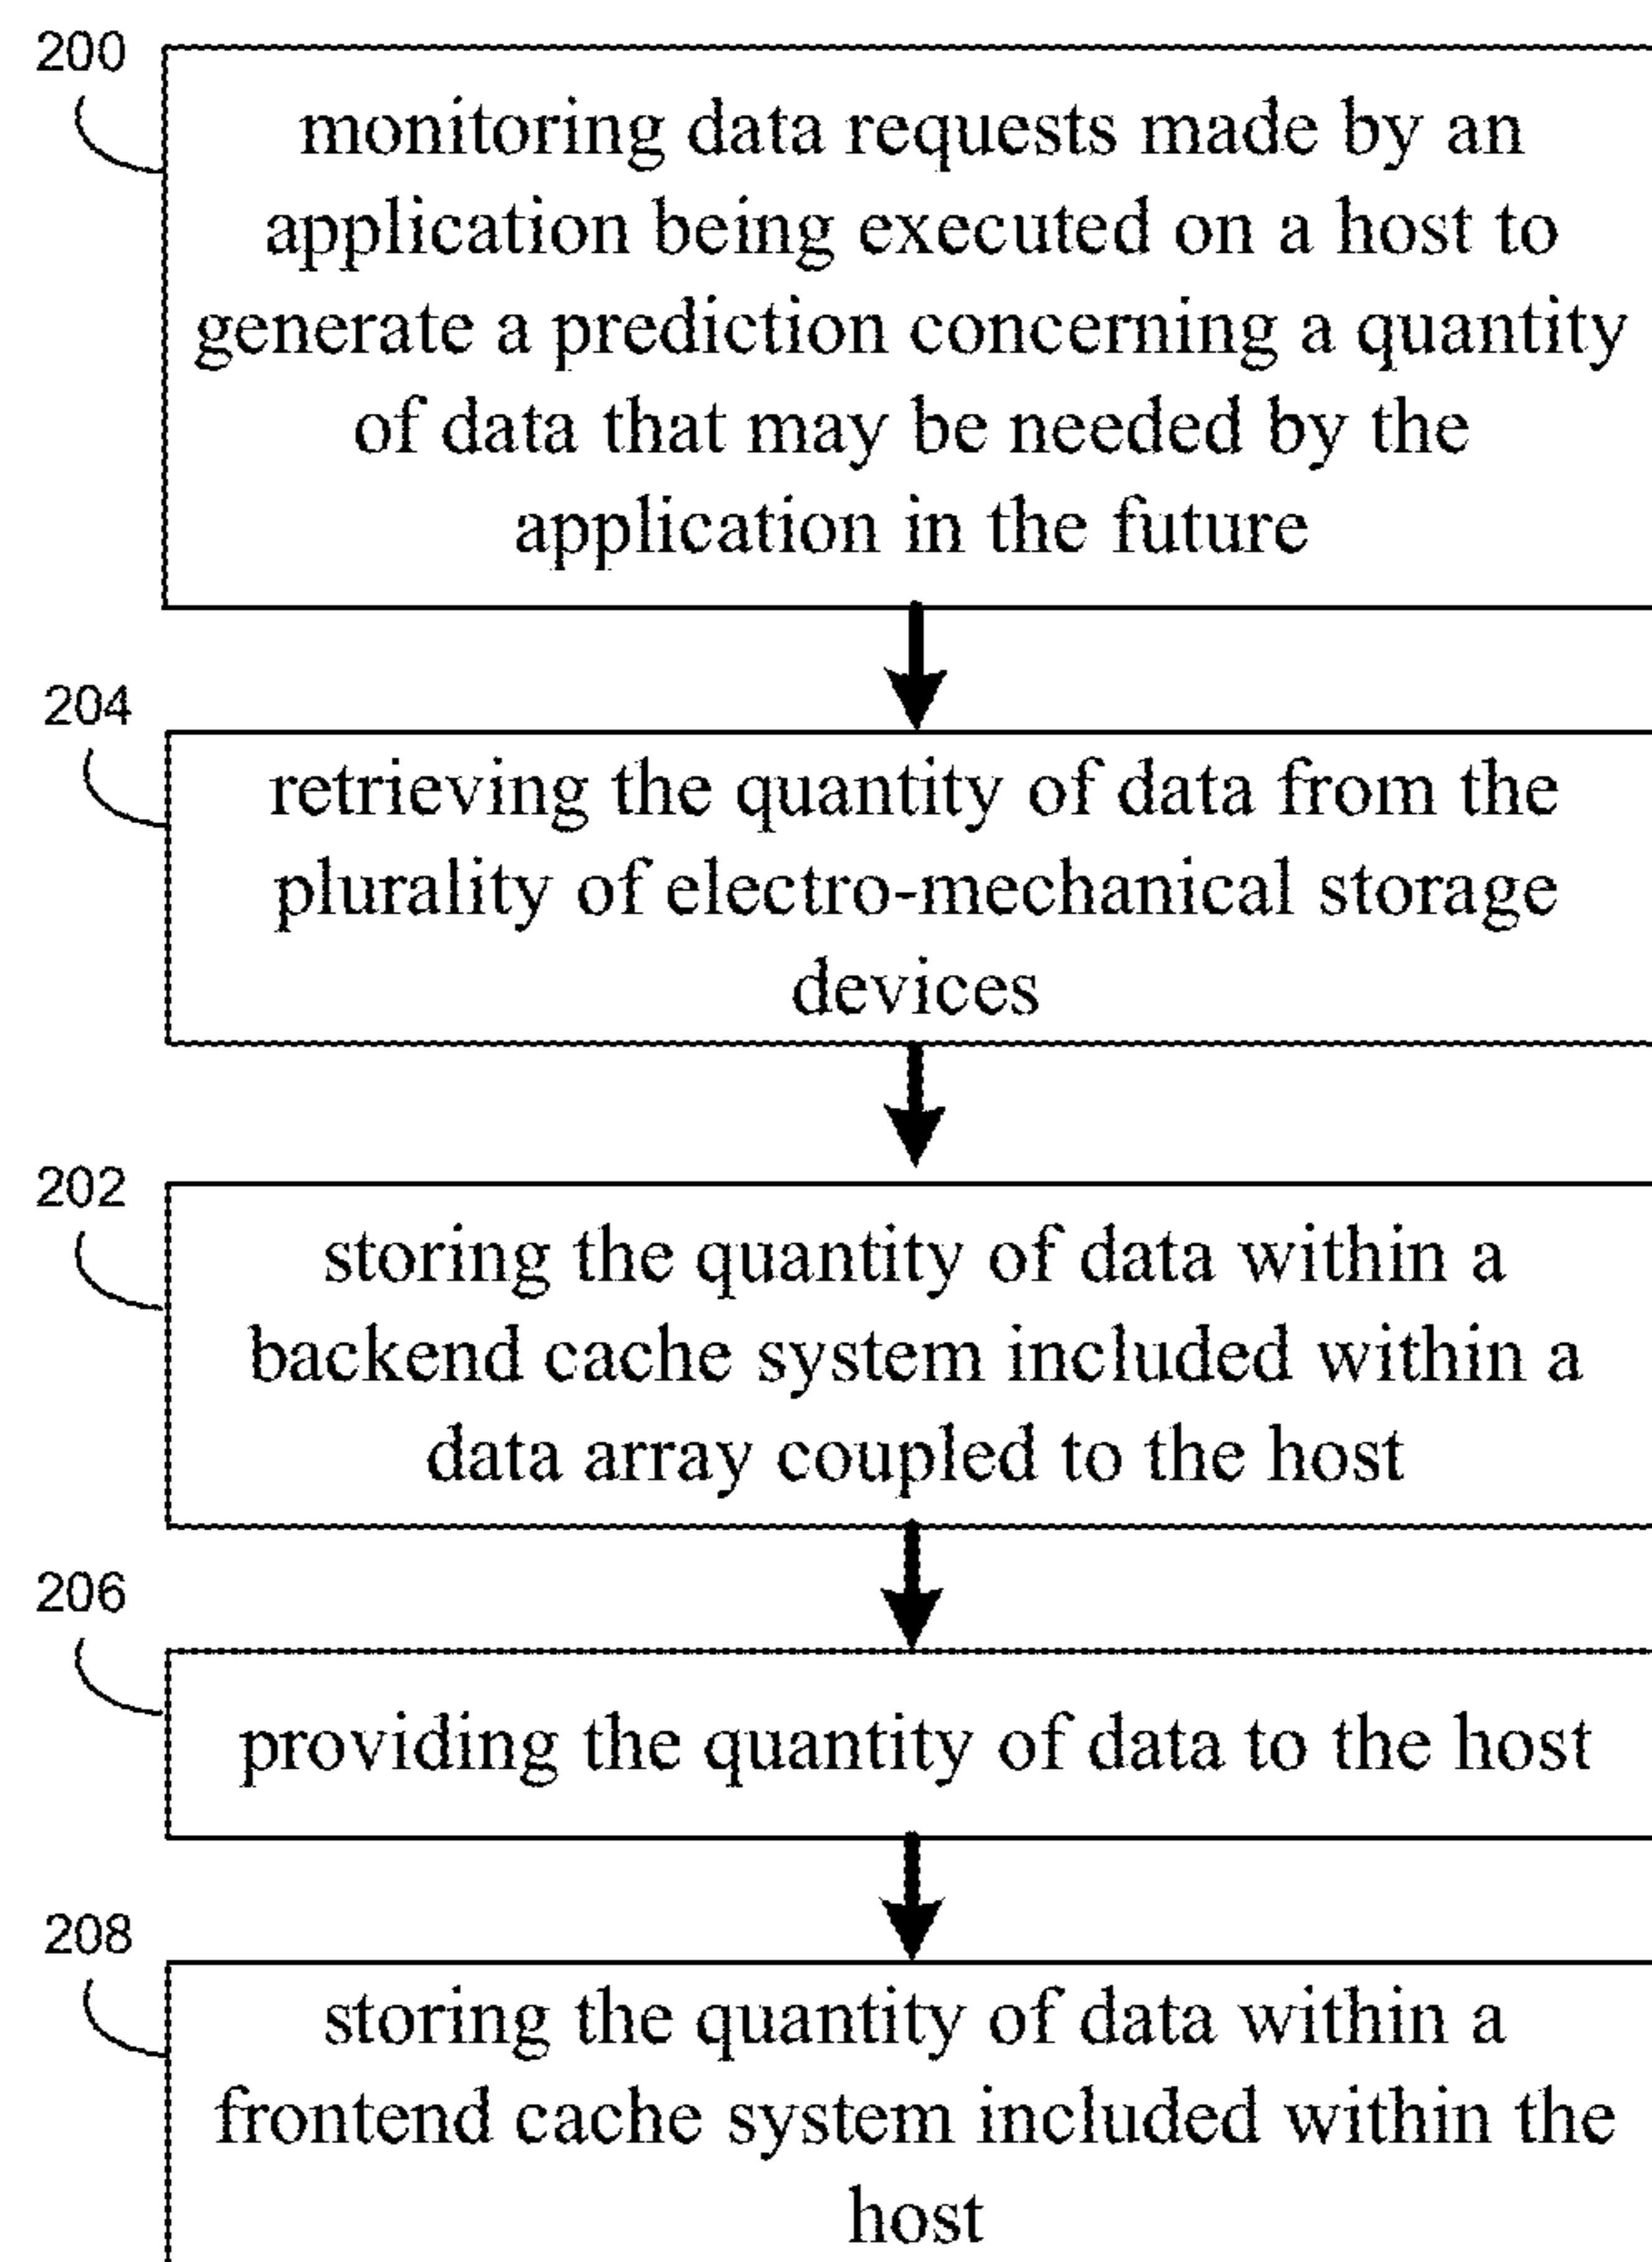 200
monitoring data requests made by an
application being executed on a host to
generate a prediction concerning a quantity
of data that may be needed by the
application in the future
204
retrieving the quantity of data from the
plurality of electro-mechanical storage
devices
202
storing the quantity of data within a
backend cache system included within a
data array coupled to the host
206
providing the quantity of data to the host
208
storing the quantity of data within a
frontend cache system included within the
host